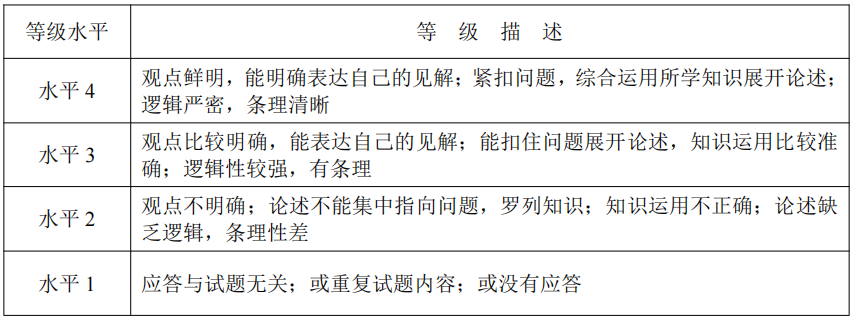 等级水平 等 级 描 述
水平 4 观点鲜明，能明确表达自己的见解；紧扣问题，综合运用所学知识展开论述；
逻辑严密，条理清晰
水平 3 观点比较明确，能表达自己的见解；能扣住问题展开论述，知识运用比较准
确；逻辑性较强，有条理
水平 2 观点不明确；论述不能集中指向问题，罗列知识；知识运用不正确；论述缺
乏逻辑，条理性差
水平 1 应答与试题无关；或重复试题内容；或没有应答